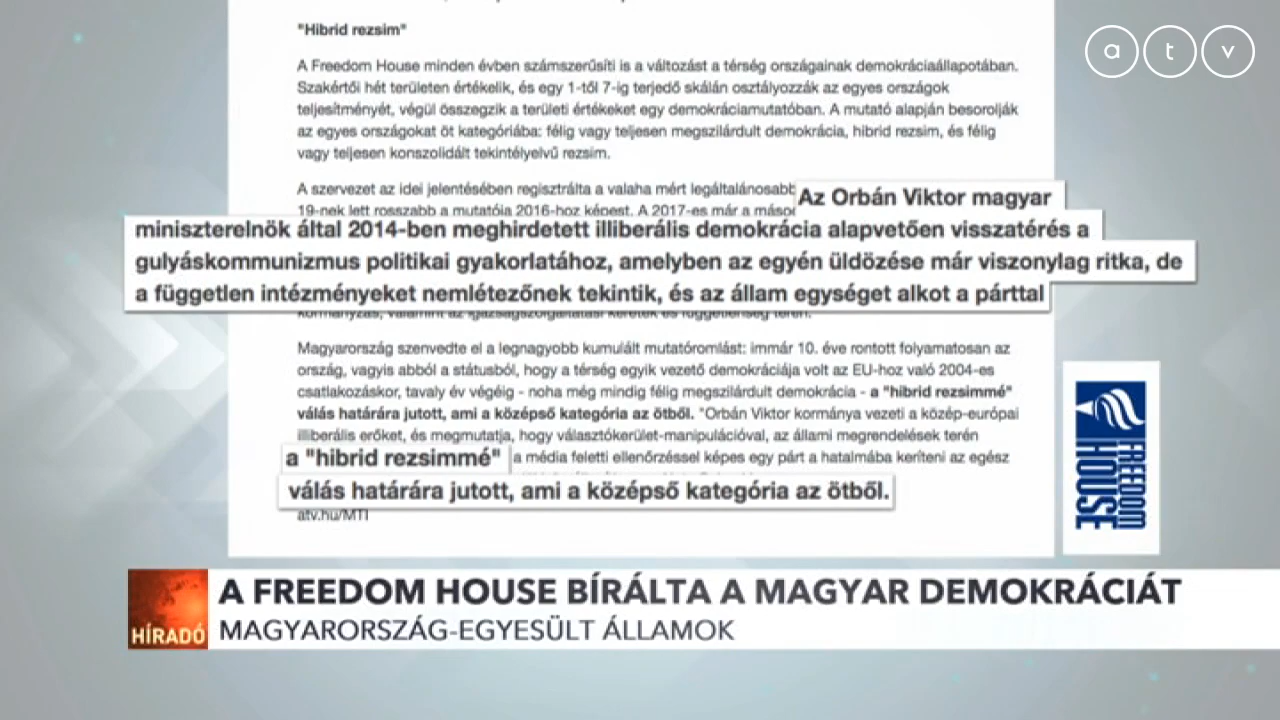 a t v
"Hibrid rezsim"
A Freedom House minden évben számszerűsíti is a változást a térség országainak demokráciaállapotában.
Szakértői hét területen értékelik, és egy 1-től 7-ig terjedő skálán osztályozzák az egyes országok
teljesítményét, végül összegzik a területi értékeket egy demokráciamutatóban. A mutató alapján besorolják
az egyes országokat öt kategóriába: félig vagy teljesen megszilárdult demokrácia, hibrid rezsim, és félig
vagy teljesen konszolidált tekintélyelvű rezsim.
A szervezet az idei jelentésében regisztrálta a valaha mért legáltalánosabb
19-nek lett rosszabb a mutatója 2016-hoz képest. A 2017-es már a másod
Az Orbán Viktor magyar
miniszterelnök által 2014-ben meghirdetett illiberális demokrácia alapvetően visszatérés a
gulyáskommunizmus politikai gyakorlatához, amelyben az egyén üldözése már viszonylag ritka, de
a független intézményeket nemlétezőnek tekintik, és az állam egységet alkot a párttal
kormányzás, valamint az igazságszolgáltatási keretek és függetlenség terén.
Magyarország szenvedte el a legnagyobb kumulált mutatóromlást: immár 10. éve rontott folyamatosan az
ország, vagyis abból a státusból, hogy a térség egyik vezető demokráciája volt az EU-hoz való 2004-es
csatlakozáskor, tavaly év végéig - noha még mindig félig megszilárdult demokrácia - a "hibrid rezsimmé"
válás határára jutott, ami a középső kategória az ötből. "Orbán Viktor kormánya vezeti a közép-európai
illiberális erőket, és megmutatja, hogy választókerület-manipulációval, az állami megrendelések terén
a média feletti ellenőrzéssel képes egy párt a hatalmába keríteni az egész
a "hibrid rezsimmé"
válás határára jutott, ami a középső kategória az ötből.
atv.hu/MTI
FREEDOM
HOUSE
A FREEDOM HOUSE BÍRÁLTA A MAGYAR DEMOKRÁCIÁT
HÍRADÓ
MAGYARORSZÁG-EGYESÜLT ÁLLAMOK